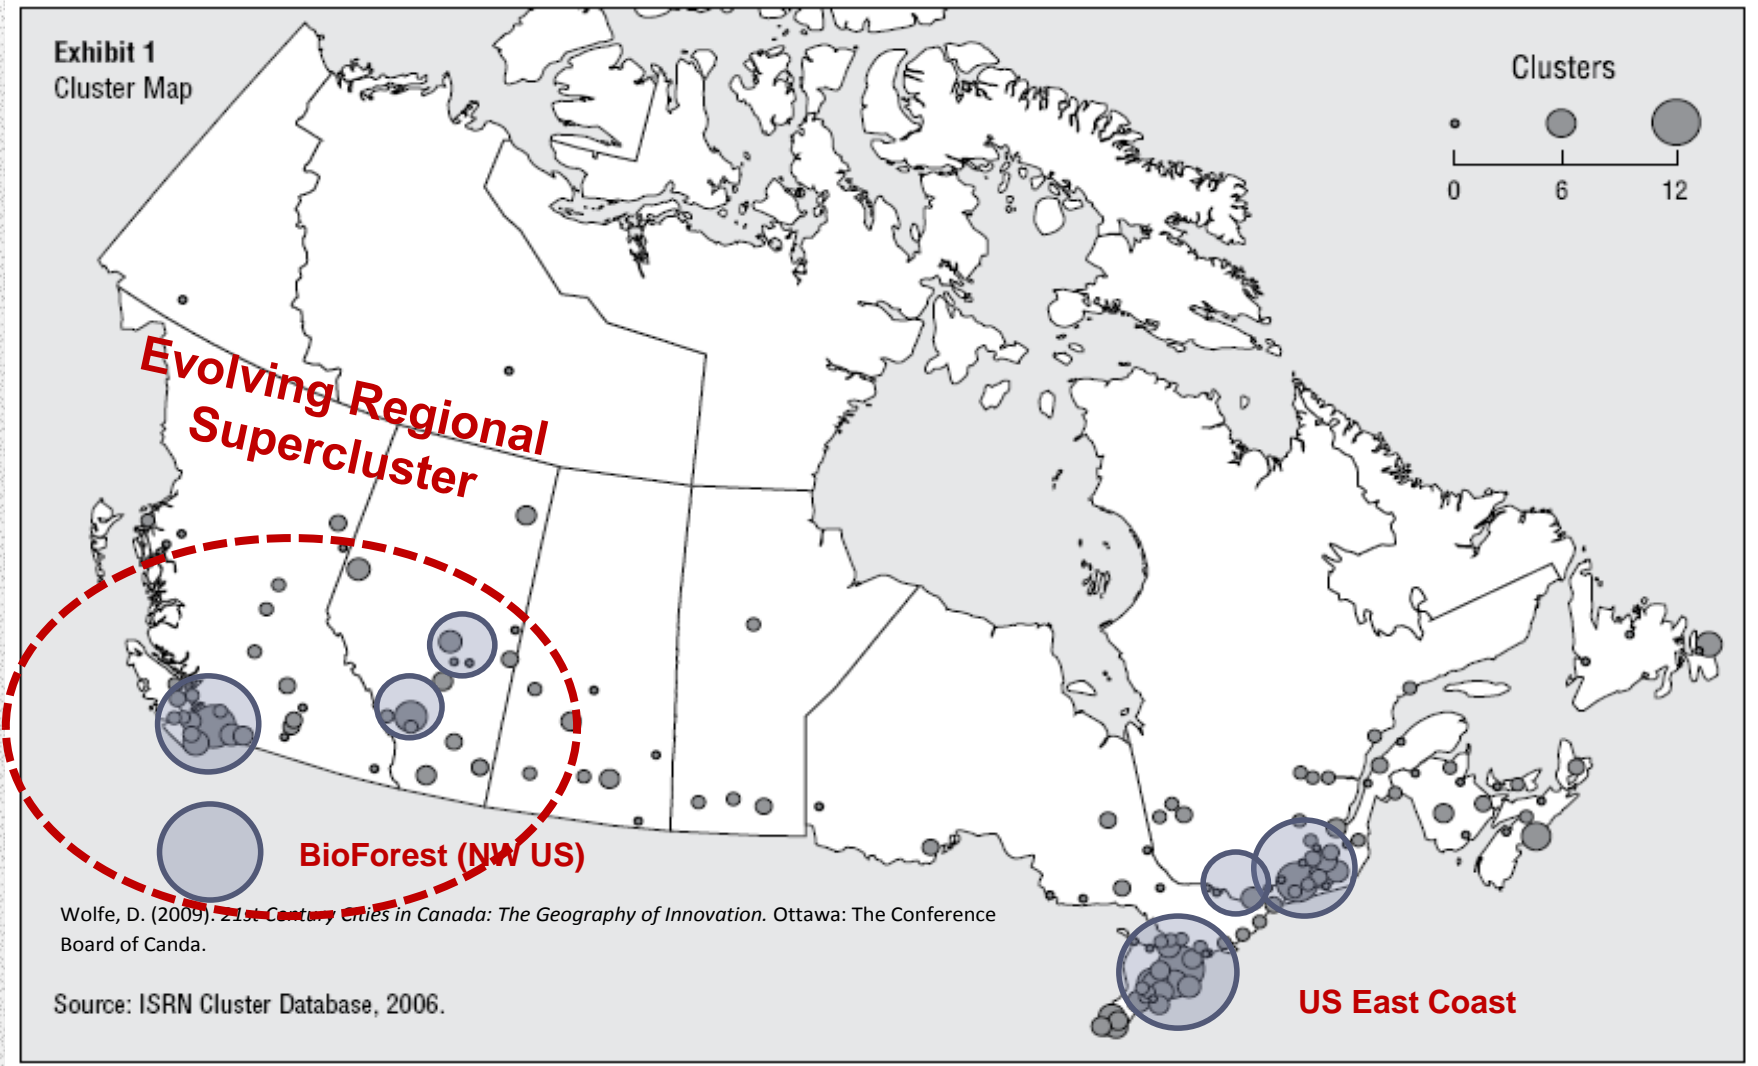 Exhibit 1
Cluster Map
Clusters
0 6 12
Evolving Regional
Supercluster
BioForest (NW US)
Wolfe, D. (2009). 21st Century Cities in Canada: The Geography of Innovation. Ottawa: The Conference
Board of Canda.
US East Coast
Source: ISRN Cluster Database, 2006.